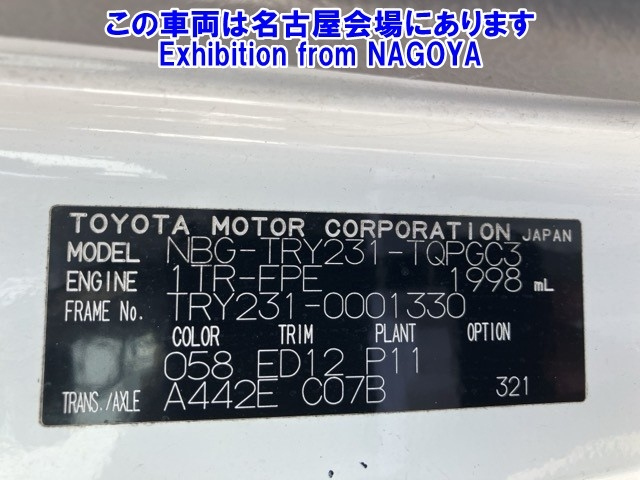 この車両は名古屋会場にあります
Exhibition from NAGOYA
TOYOTA MOTOR CORPORATION JAPAN
MODEL NBG-TRY231-TQPGC3
ENGINE 1TR-EPE 1998 mL
FRAME No. TRY231-0001330
COLOR TRIM PLANT OPTION
058 ED12 P11
TRANS./AXLE A442E C07B 321